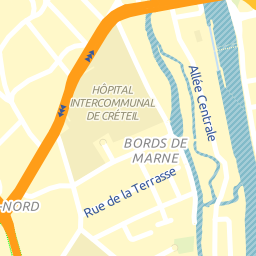 HÔPITAL
INTERCOMMUNAL
DE CRÉTEIL
Allée Centrale
BORDS DE
MARNE
Rue de la Terrasse
-NORD